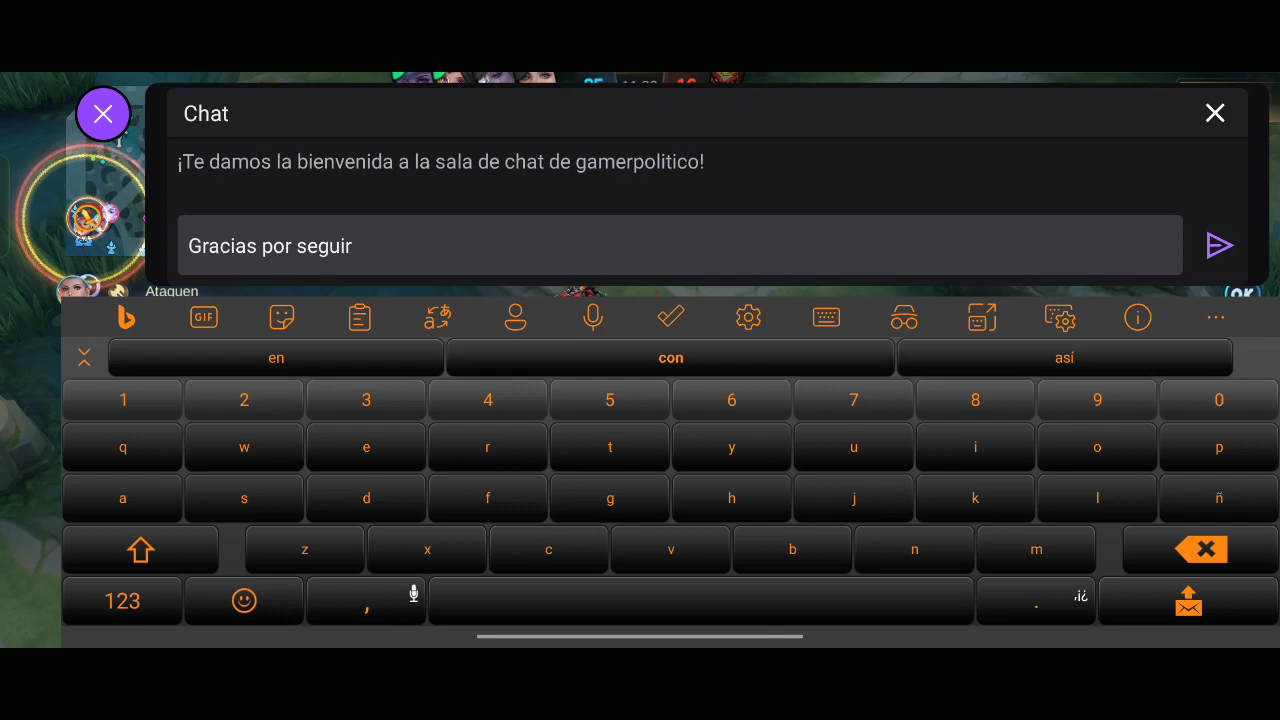 Chat
¡Te damos la bienvenida a la sala de chat de gamerpolitico!
Gracias por seguir
Ataquen
GIF
en con así
1 2 3 4 5 6 7 8 9 0
q w e r t y u i o p
a s d f g h j k l ñ
z x c v b n m
123 , . ,¡¿